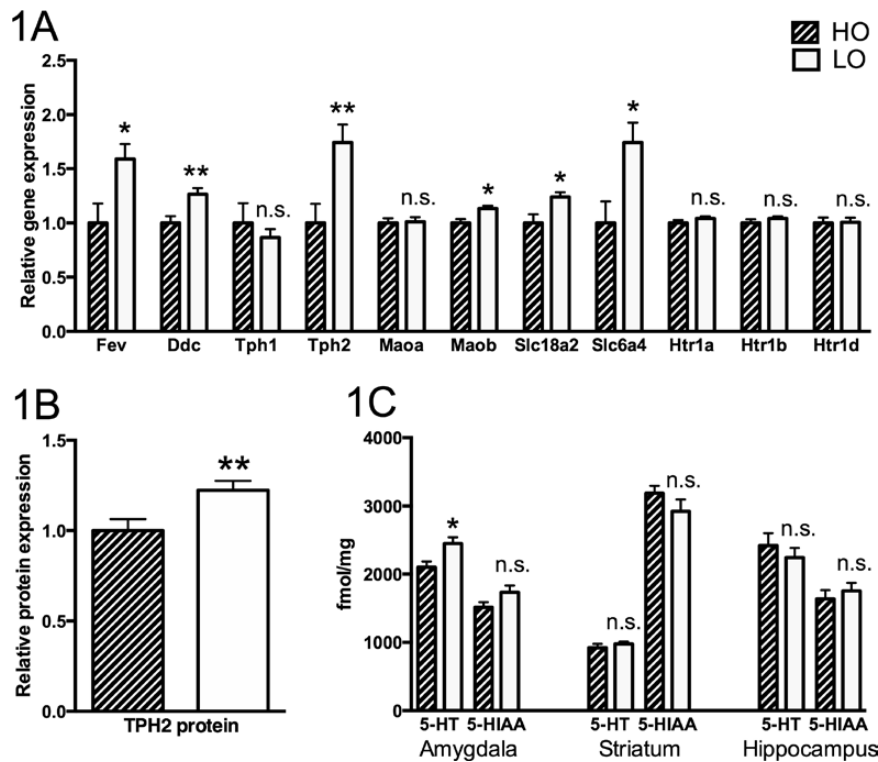 1A
HO
LO
Relative gene expression
2.5
2.0
1.5
1.0
0.5
0.0
*
**
n.s.
**
n.s.
*
*
*
n.s.
n.s.
n.s.
Fev Ddc Tph1 Tph2 Maoa Maob Slc18a2 Slc6a4 Htr1a Htr1b Htr1d
1B
Relative protein expression
1.5
1.0
0.5
0.0
**
TPH2 protein
1C
fmol/mg
4000
3000
2000
1000
0
*
n.s.
n.s.
n.s.
n.s.
n.s.
5-HT 5-HIAA 5-HT 5-HIAA 5-HT 5-HIAA
Amygdala Striatum Hippocampus